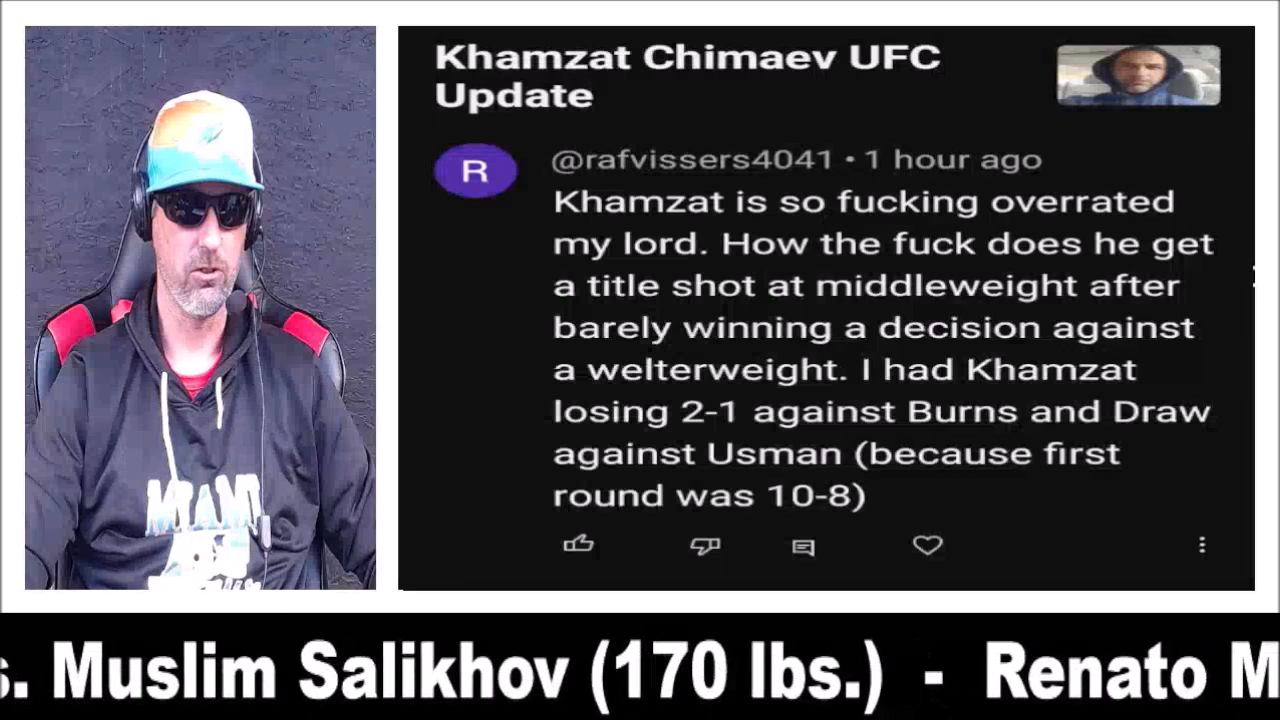 Khamzat Chimaev UFC
Update
R
@rafvissers4041 • 1 hour ago
Khamzat is so fucking overrated
my lord. How the fuck does he get
a title shot at middleweight after
barely winning a decision against
a welterweight. I had Khamzat
losing 2-1 against Burns and Draw
against Usman (because first
round was 10-8)
MIAMI
s. Muslim Salikhov (170 lbs.) - Renato M